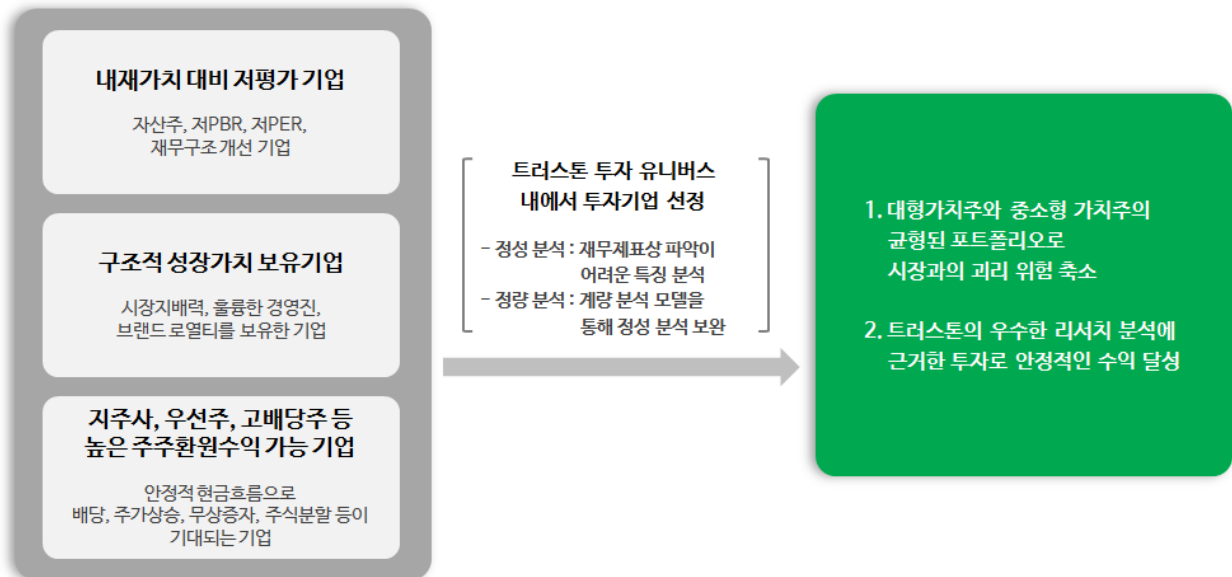 내재가치 대비 저평가 기업
자산주, 저PBR, 저PER,
재무구조 개선 기업
구조적 성장가치 보유기업
시장지배력, 훌륭한 경영진,
브랜드 로열티를 보유한 기업
지주사, 우선주, 고배당주 등
높은 주주환원수익 가능 기업
안정적 현금흐름으로
배당, 주가상승, 무상증자, 주식분할 등이
기대되는 기업
트러스톤 투자 유니버스
내에서 투자기업 선정
- 정성 분석 : 재무제표상 파악이
어려운 특징 분석
- 정량 분석 : 계량 분석 모델을
통해 정성 분석 보완
1. 대형가치주와 중소형 가치주의
균형된 포트폴리오로
시장과의 괴리 위험 축소
2. 트러스톤의 우수한 리서치 분석에
근거한 투자로 안정적인 수익 달성